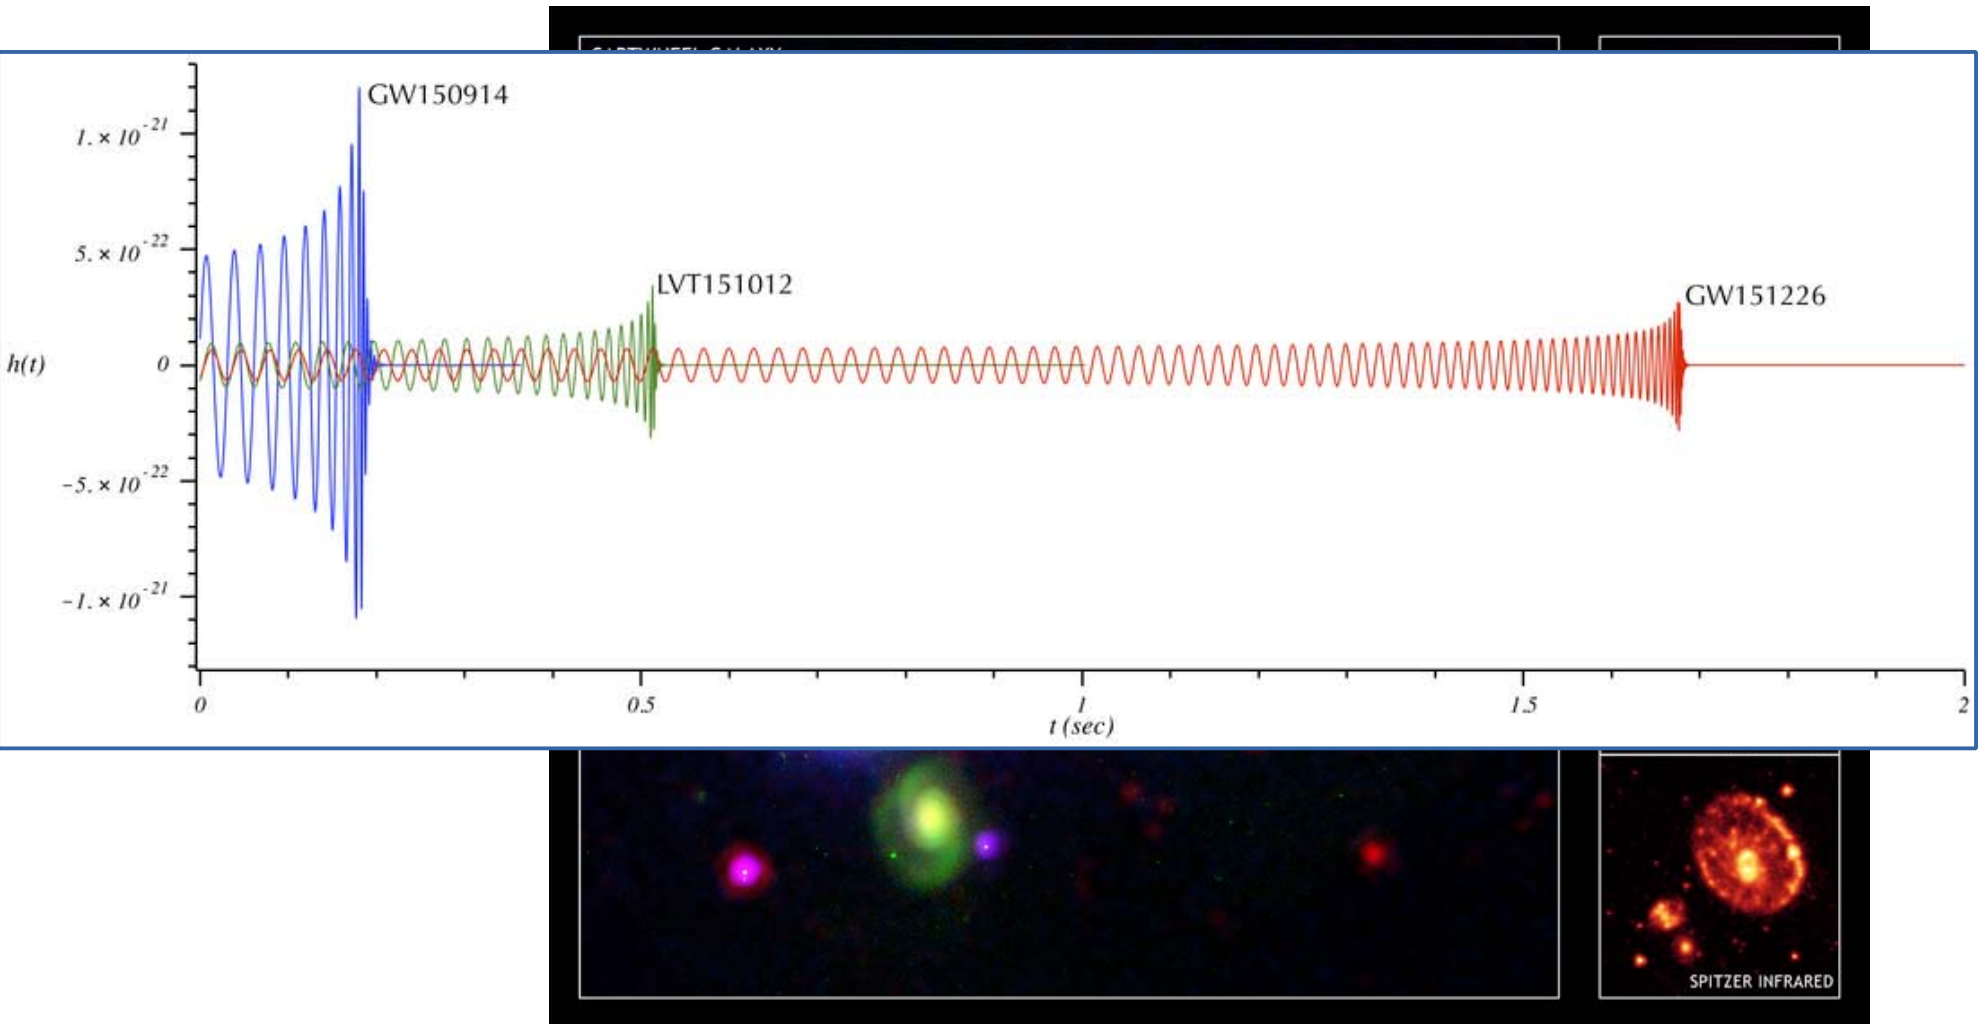 GW150914
1. × 10^-21
5. × 10^-22
LVT151012
GW151226
h(t)
0
-5. × 10^-22
-1. × 10^-21
0 0.5 1 1.5 2
t (sec)
SPITZER INFRARED